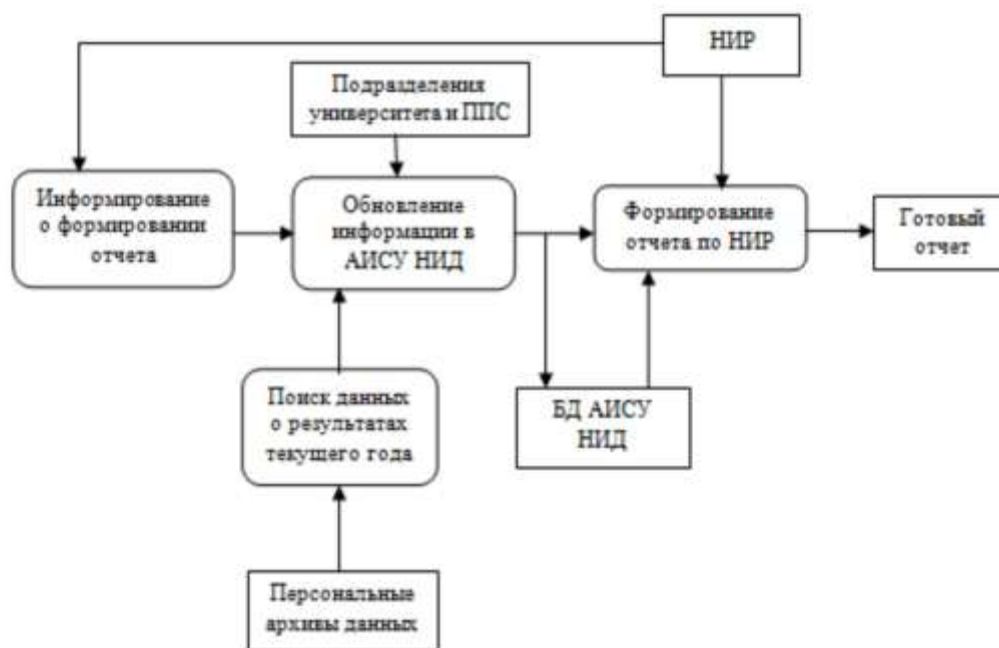 НИР
Подразделения
университета и ППС
Информирование
о формировании
отчета
Обновление
информации в
АИСУ НИД
Формирование
отчета по НИР
Готовый
отчет
Поиск данных
о результатах
текущего года
БД АИСУ
НИД
Персональные
архивы данных